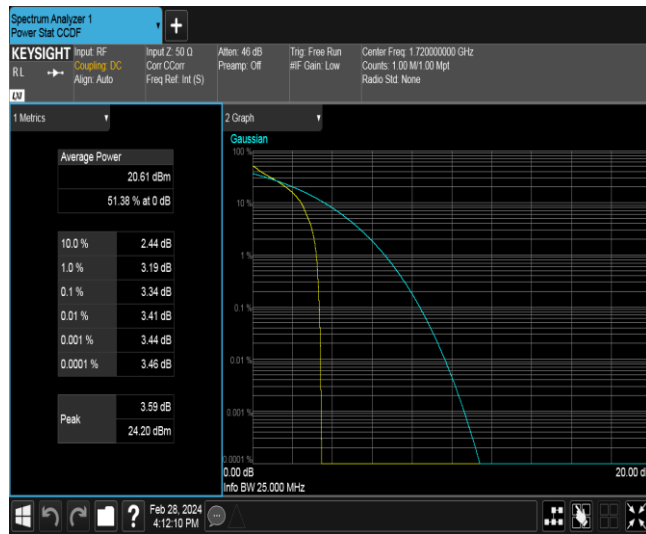 Spectrum Analyzer 1
Power Stat CCDF
+
KEYSIGHT
RL
LXI
Input: RF
Coupling: DC
Align: Auto
Input Z: 50 Ω
Corr CCorr
Freq Ref: Int (S)
Atten: 46 dB
Preamp: Off
Trig: Free Run
#IF Gain: Low
Center Freq: 1.720000000 GHz
Counts: 1.00 M/1.00 Mpt
Radio Std: None
1 Metrics
Average Power
20.61 dBm
51.38 % at 0 dB
10.0 % 2.44 dB
1.0 % 3.19 dB
0.1 % 3.34 dB
0.01 % 3.41 dB
0.001 % 3.44 dB
0.0001 % 3.46 dB
Peak
3.59 dB
24.20 dBm
2 Graph
Gaussian
100 %
10 %
1 %
0.1 %
0.01 %
0.001 %
0.0001 %
0.00 dB 20.00 d
Info BW 25.000 MHz
?
Feb 28, 2024
4:12:10 PM